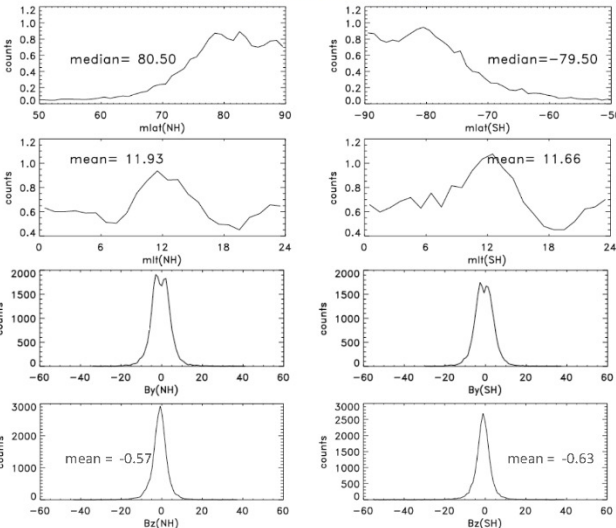 1.2
1.0
0.8
0.6
0.4
0.2
0.0
counts
median= 80.50
50 60 70 80 90
mlat(NH)
1.2
1.0
0.8
0.6
0.4
0.2
0.0
counts
median=-79.50
-90 -80 -70 -60 -50
mlat(SH)
1.2
1.0
0.8
0.6
0.4
counts
mean= 11.93
0 6 12 18 24
mlt(NH)
1.2
1.0
0.8
0.6
0.4
counts
mean= 11.66
0 6 12 18 24
mlt(SH)
2000
1500
1000
500
0
counts
-60 -40 -20 0 20 40 60
By(NH)
2000
1500
1000
500
0
counts
-60 -40 -20 0 20 40 60
By(SH)
3000
2000
1000
0
counts
mean = -0.57
-60 -40 -20 0 20 40 60
Bz(NH)
3000
2500
2000
1500
1000
500
0
counts
mean = -0.63
-60 -40 -20 0 20 40 60
Bz(SH)